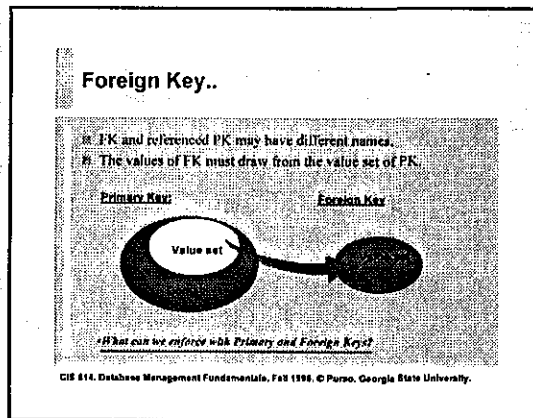 Foreign Key..
FK and referenced PK may have different names.
The values of FK must draw from the value set of PK.
Primary Key:
Foreign Key
Value set
•What can we enforce with Primary and Foreign Keys?
CIS 814. Database Management Fundamentals, Fall 1996. © Purao. Georgia State University.